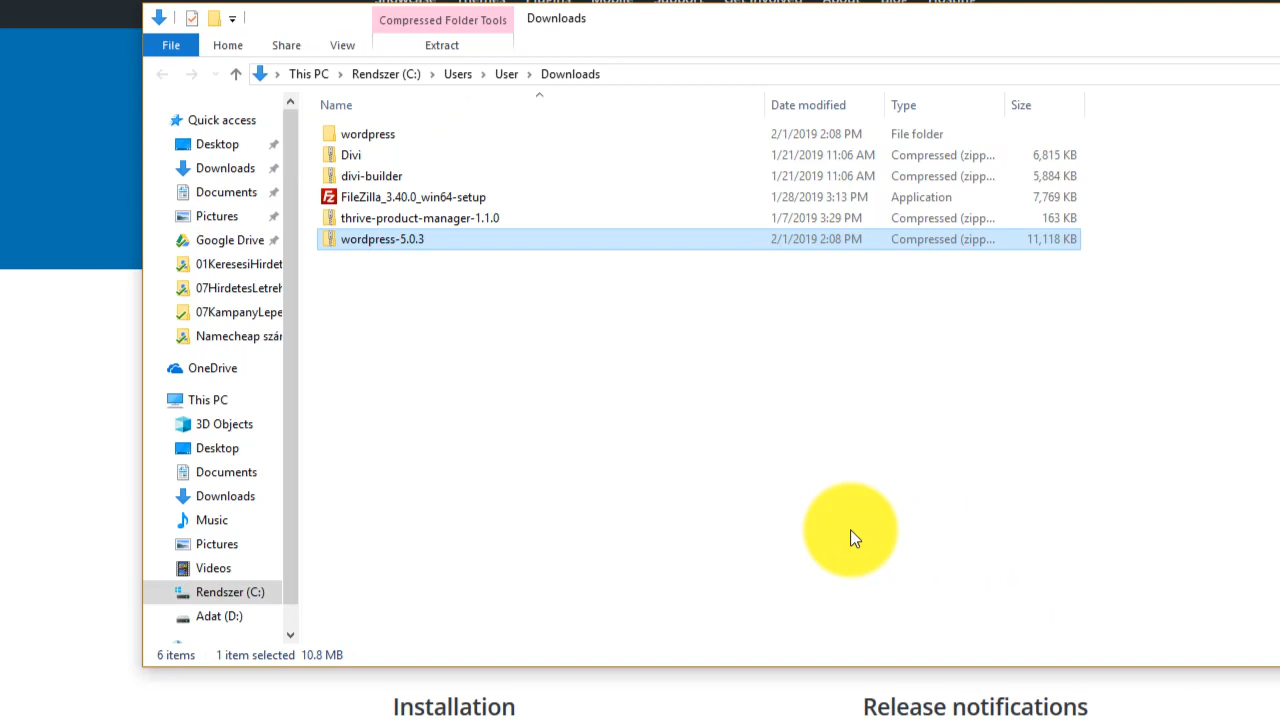 Compressed Folder Tools
Downloads
File
Home
Share
View
Extract
This PC
Rendszer (C:)
Users
User
Downloads
Name
Date modified
Type
Size
Quick access
Desktop
Downloads
Documents
Pictures
Google Drive
01KeresesiHirdet
07HirdetesLetreh
07KampanyLepe
Namecheap szár
OneDrive
This PC
3D Objects
Desktop
Documents
Downloads
Music
Pictures
Videos
Rendszer (C:)
Adat (D:)
wordpress 2/1/2019 2:08 PM File folder
Divi 1/21/2019 11:06 AM Compressed (zipp... 6,815 KB
divi-builder 1/21/2019 11:06 AM Compressed (zipp... 5,884 KB
FileZilla_3.40.0_win64-setup 1/28/2019 3:13 PM Application 7,769 KB
thrive-product-manager-1.1.0 1/7/2019 3:29 PM Compressed (zipp... 163 KB
wordpress-5.0.3 2/1/2019 2:08 PM Compressed (zipp... 11,118 KB
6 items 1 item selected 10.8 MB
Installation
Release notifications